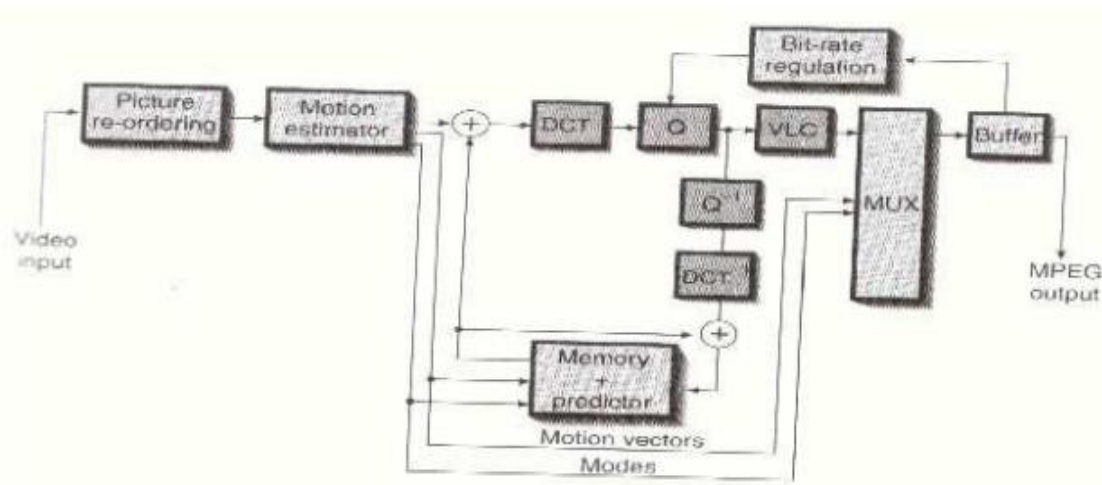 Bit-rate
regulation
Picture
re-ordering
Motion
estimator
+
DCT
Q
VLC
Buffer
MUX
Q⁻¹
DCT⁻¹
Video
input
MPEG
output
+
Memory
+
predictor
Motion vectors
Modes